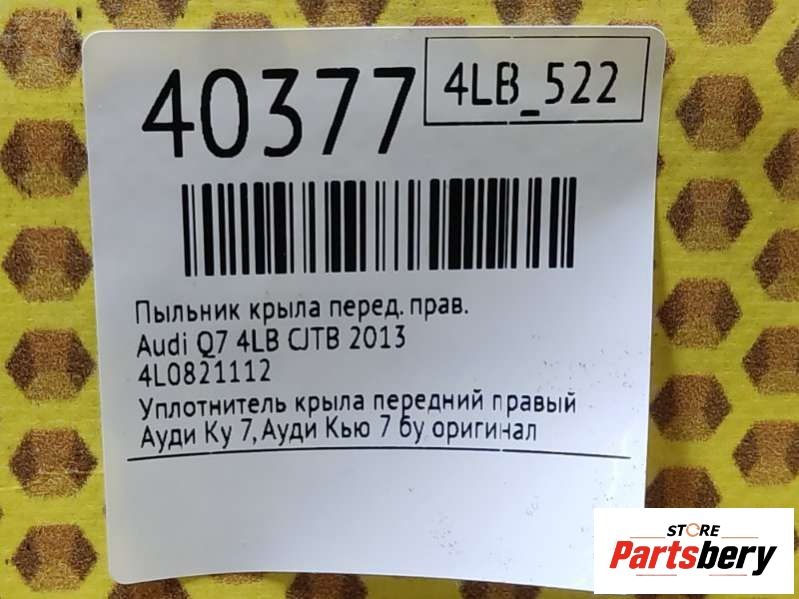 40377
4LB_522
Пыльник крыла перед. прав.
Audi Q7 4LB CJTB 2013
4L0821112
Уплотнитель крыла передний правый
Ауди Ку 7, Ауди Кью 7 бу оригинал
STORE
Partsbery